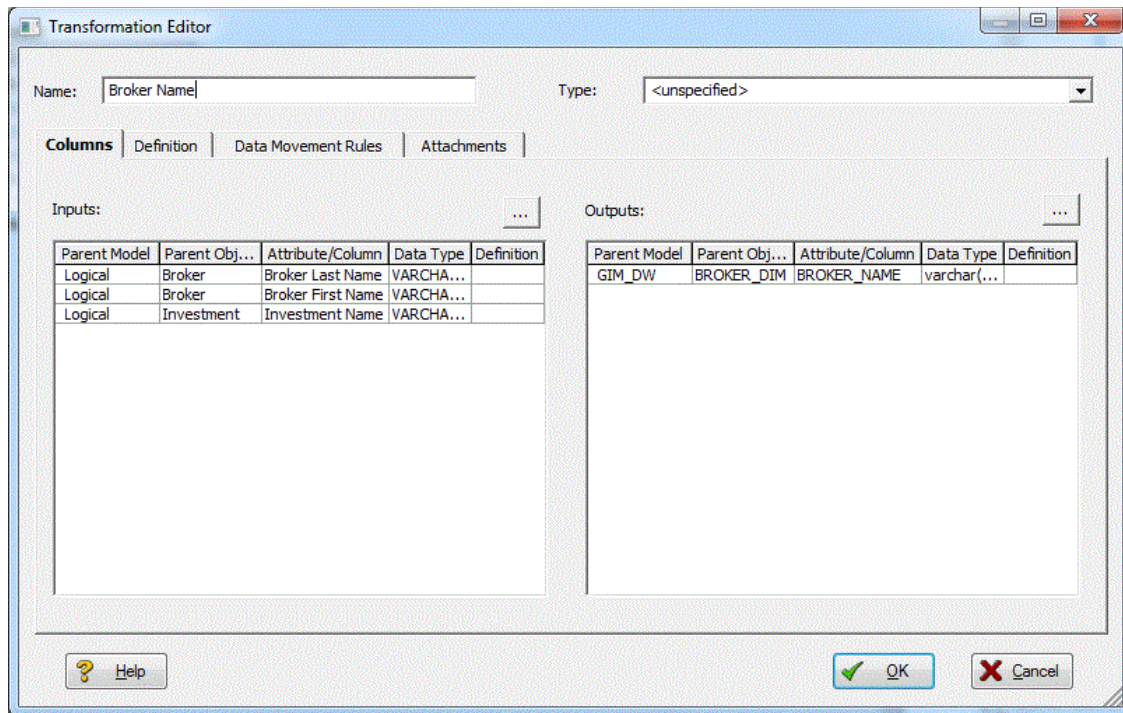 Transformation Editor
Name: Broker Name Type: <unspecified>
Columns Definition Data Movement Rules Attachments
Inputs: ... Outputs: ...
Parent Model Parent Obj... Attribute/Column Data Type Definition Parent Model Parent Obj... Attribute/Column Data Type Definition
Logical Broker Broker Last Name VARCHA... GIM_DW BROKER_DIM BROKER_NAME varchar(...
Logical Broker Broker First Name VARCHA...
Logical Investment Investment Name VARCHA...
? Help OK Cancel